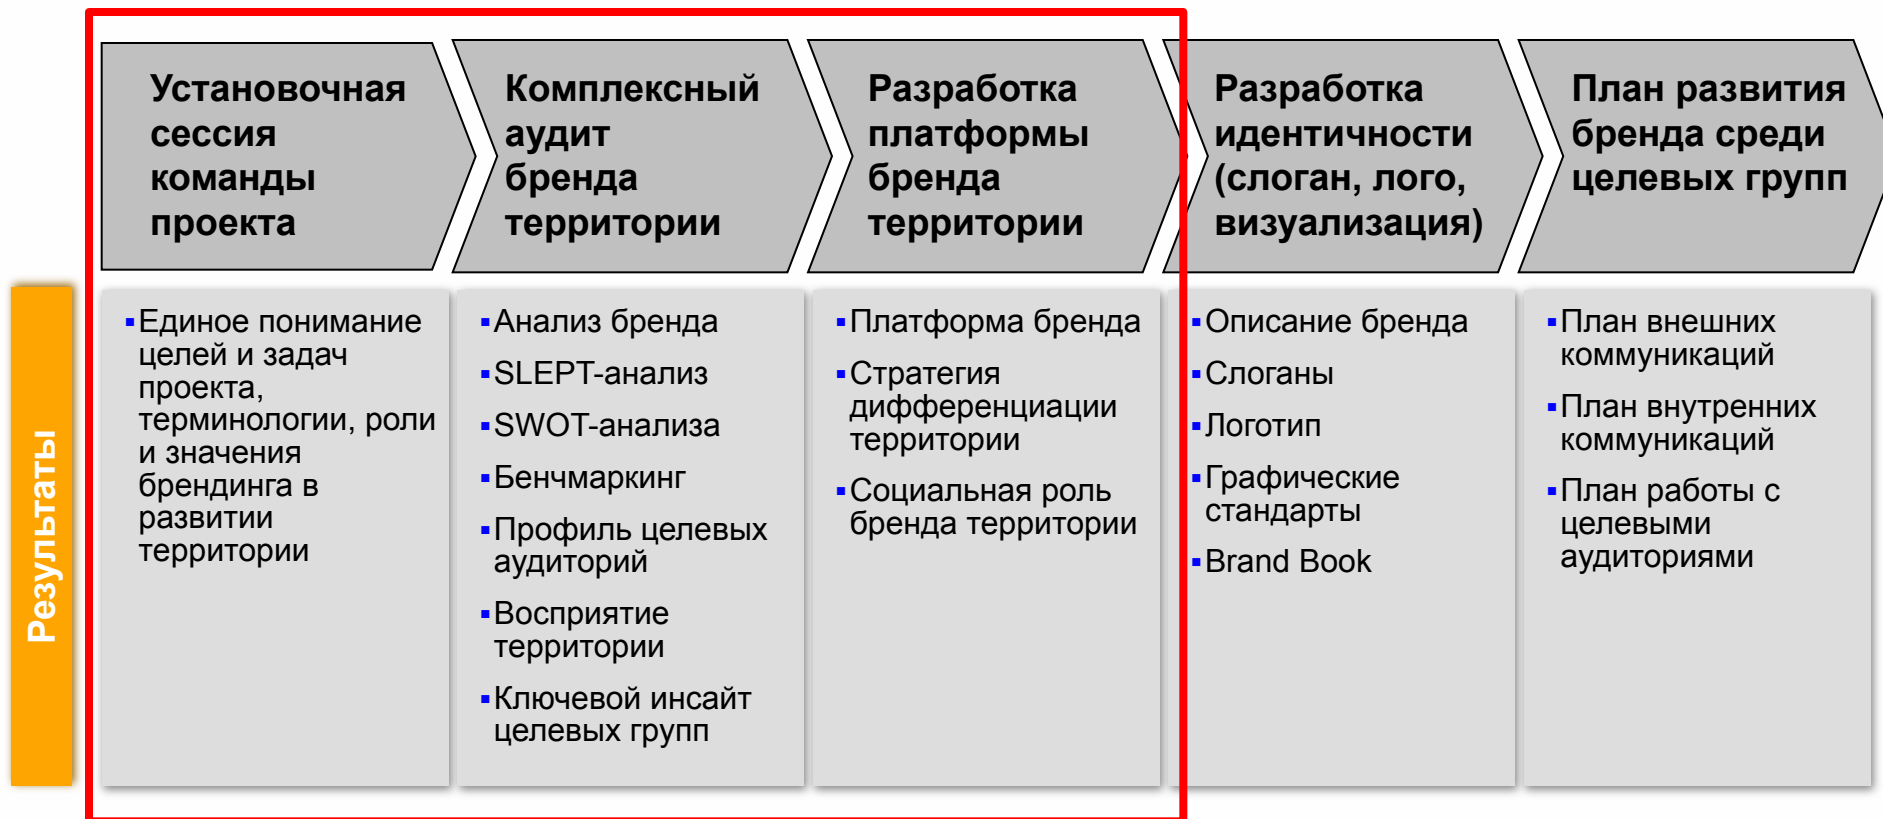 Установочная
сессия
команды
проекта
Комплексный
аудит
бренда
территории
Разработка
платформы
бренда
территории
Разработка
идентичности
(слоган, лого,
визуализация)
План развития
бренда среди
целевых групп
Результаты
▪Единое понимание
целей и задач
проекта,
терминологии, роли
и значения
брендинга в
развитии
территории
▪Анализ бренда
▪SLEPT-анализ
▪SWOT-анализа
▪Бенчмаркинг
▪Профиль целевых
аудиторий
▪Восприятие
территории
▪Ключевой инсайт
целевых групп
▪Платформа бренда
▪Стратегия
дифференциации
территории
▪Социальная роль
бренда территории
▪Описание бренда
▪Слоганы
▪Логотип
▪Графические
стандарты
▪Brand Book
▪План внешних
коммуникаций
▪План внутренних
коммуникаций
▪План работы с
целевыми
аудиториями